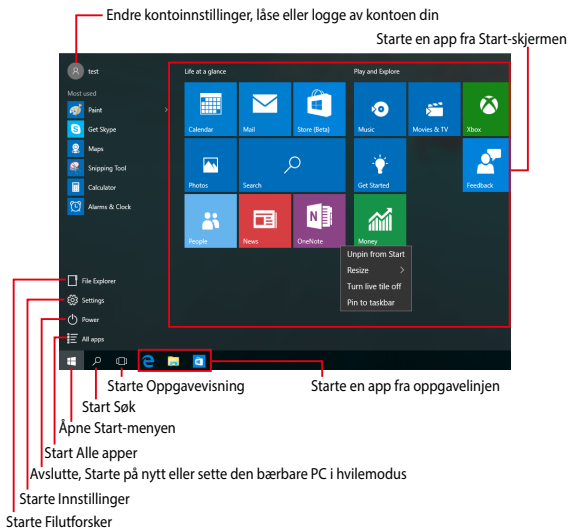 Endre kontoinnstillinger, låse eller logge av kontoen din
Starte en app fra Start-skjermen
test
Life at a glance
Play and Explore
Most used
Paint
Get Skype
Maps
Snipping Tool
Calculator
Alarms & Clock
Calendar
Mail
Store (Beta)
Music
Movies & TV
Xbox
Photos
Search
Get Started
Feedback
People
News
OneNote
Money
Unpin from Start
Resize
Turn live tile off
Pin to taskbar
File Explorer
Settings
Power
All apps
Starte Oppgavevisning
Starte en app fra oppgavelinjen
Start Søk
Åpne Start-menyen
Start Alle apper
Avslutte, Starte på nytt eller sette den bærbare PC i hvilemodus
Starte Innstillinger
Starte Filutforsker